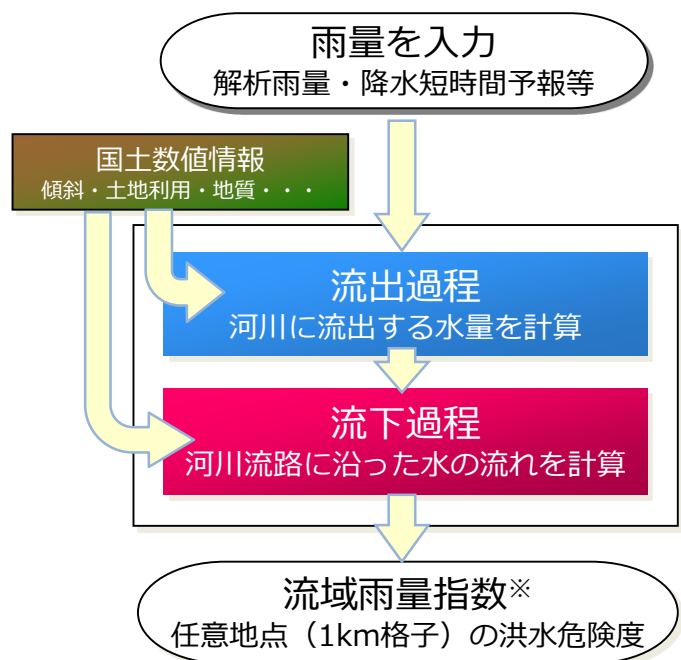 雨量を入力
解析雨量・降水短時間予報等
国土数値情報
傾斜・土地利用・地質・・・
流出過程
河川に流出する水量を計算
流下過程
河川流路に沿った水の流れを計算
流域雨量指数※
任意地点（1km格子）の洪水危険度